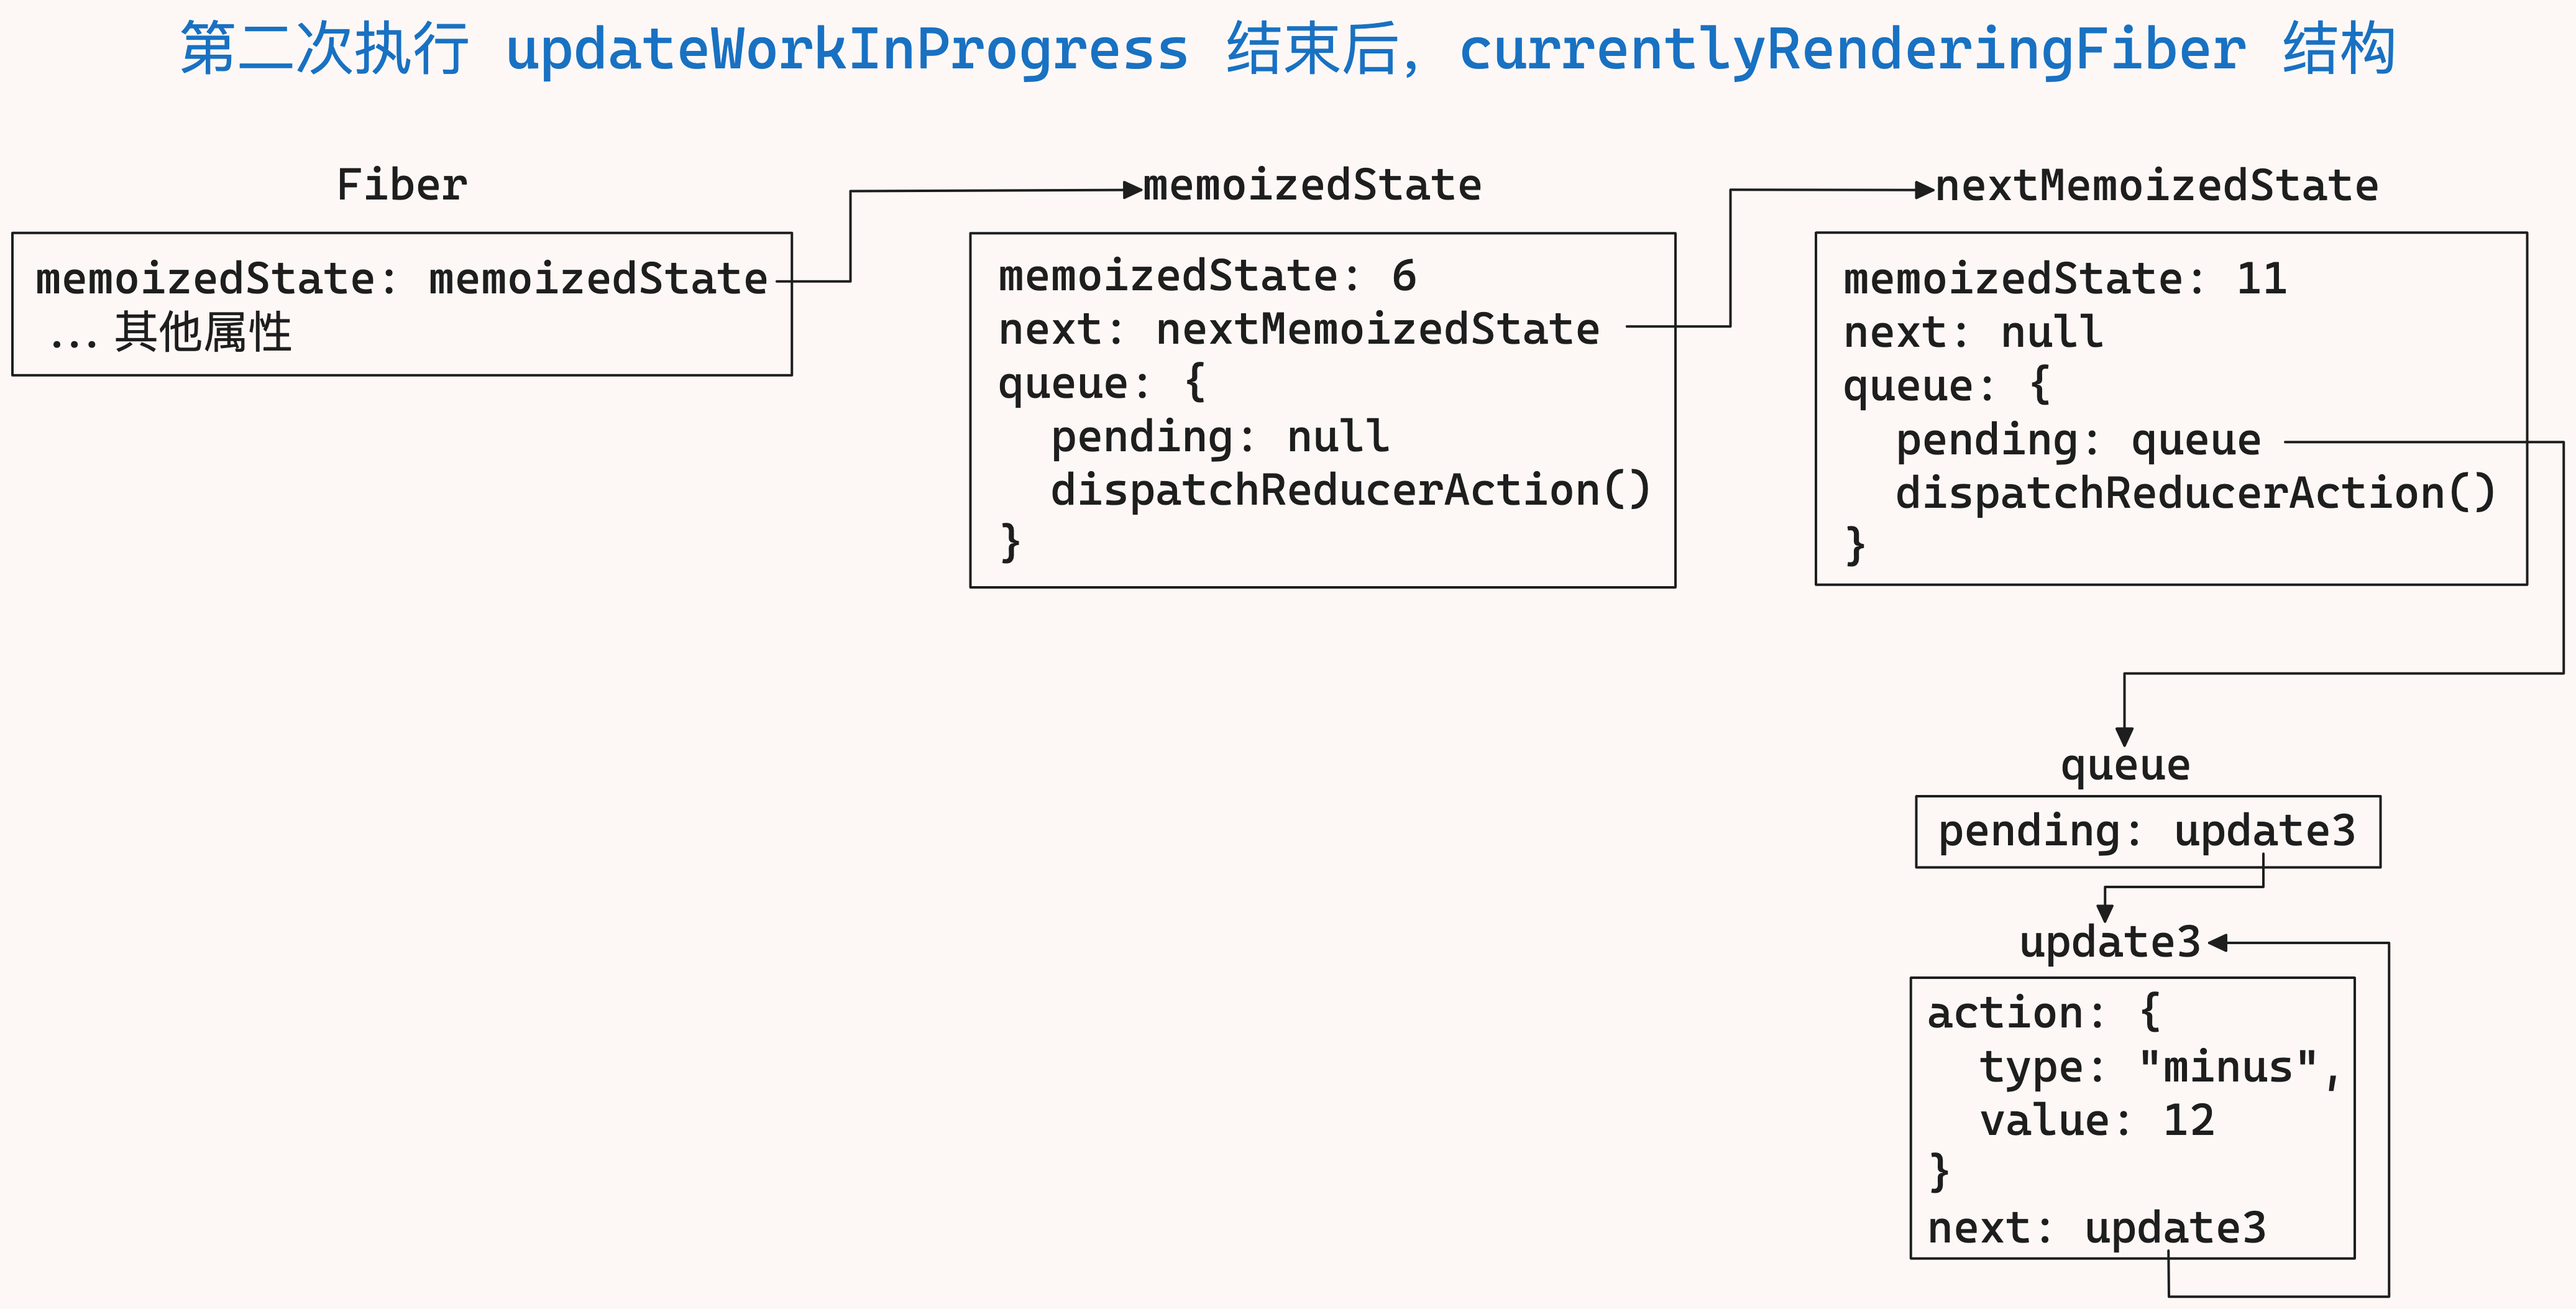 第二次执行 updateWorkInProgress 结束后, currentlyRenderingFiber 结构
Fiber
memoizedState: memoizedState
... 其他属性
memoizedState
memoizedState: 6
next: nextMemoizedState
queue: {
pending: null
dispatchReducerAction()
}
nextMemoizedState
memoizedState: 11
next: null
queue: {
pending: queue
dispatchReducerAction()
}
queue
pending: update3
update3
action: {
type: "minus",
value: 12
}
next: update3